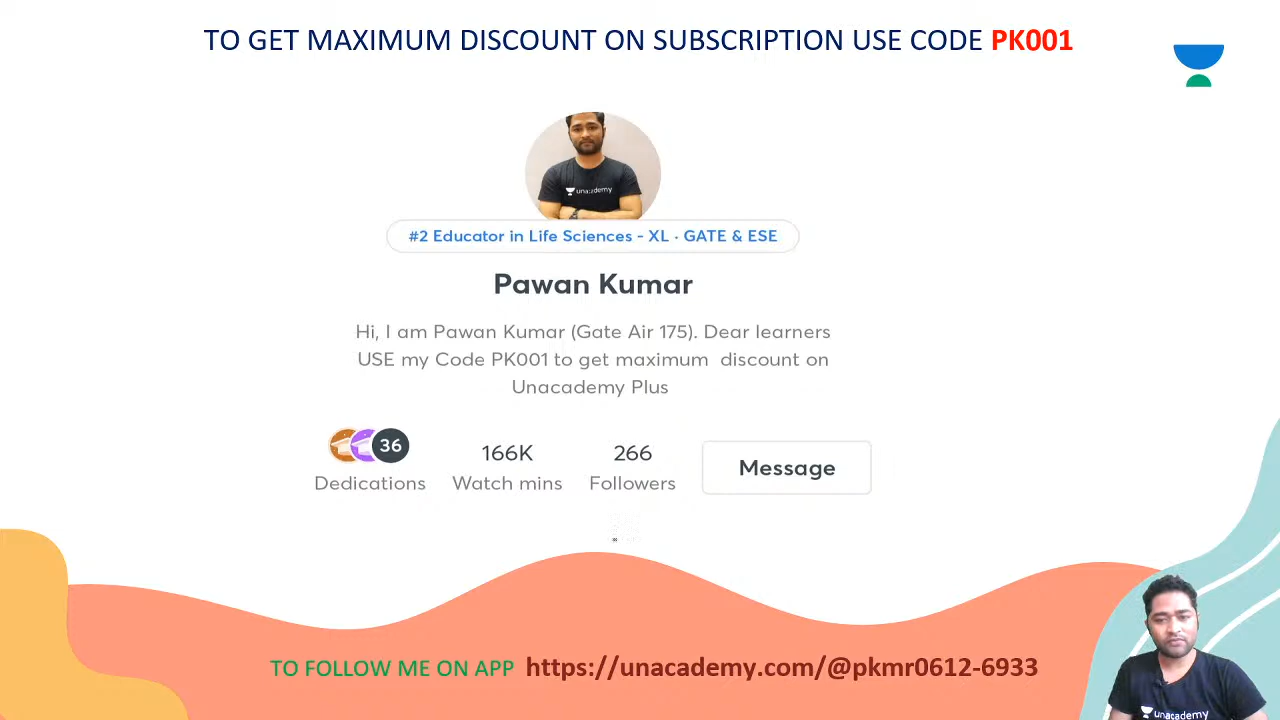 TO GET MAXIMUM DISCOUNT ON SUBSCRIPTION USE CODE PK001
unacademy
#2 Educator in Life Sciences - XL · GATE & ESE
Pawan Kumar
Hi, I am Pawan Kumar (Gate Air 175). Dear learners
USE my Code PK001 to get maximum discount on
Unacademy Plus
36
Dedications
166K
Watch mins
266
Followers
Message
TO FOLLOW ME ON APP https://unacademy.com/@pkmr0612-6933
unacademy